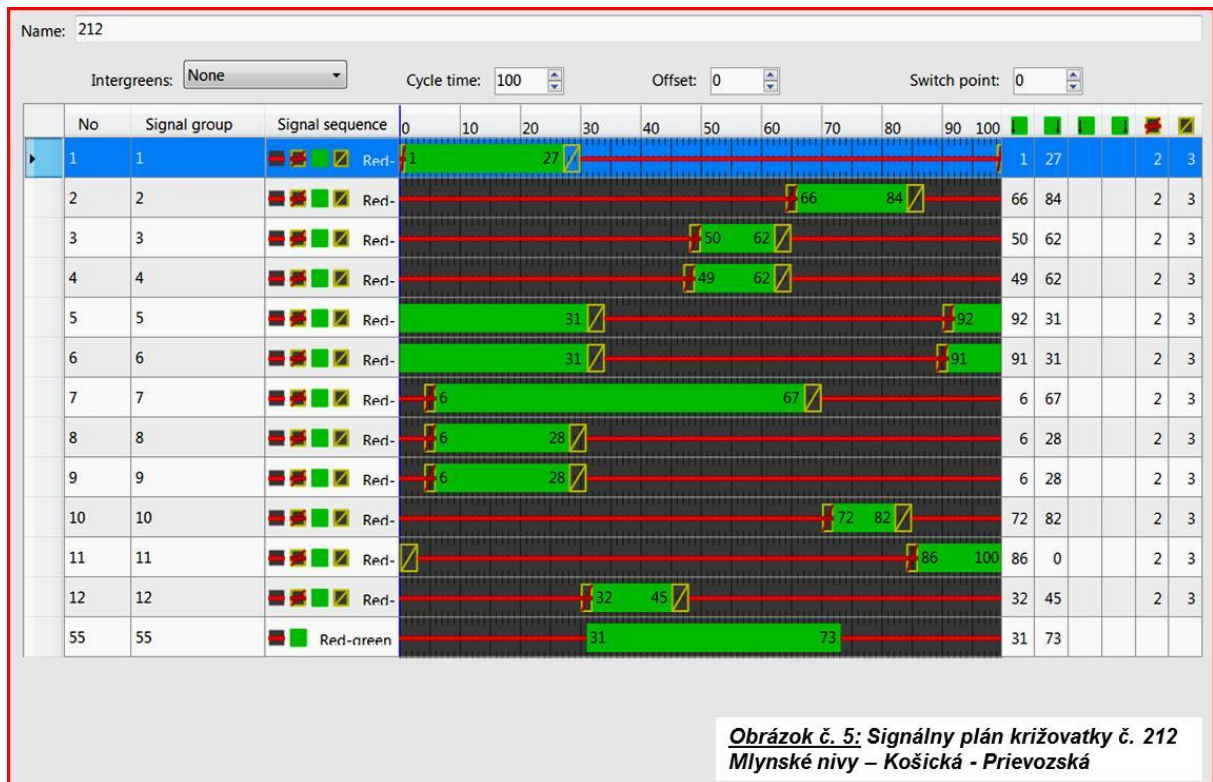 Name: 212
Intergreens: None Cycle time: 100 Offset: 0 Switch point: 0
No Signal group Signal sequence 0 10 20 30 40 50 60 70 80 90 100
1 1 Red- 1 27 1 27 2 3
2 2 Red- 66 84 66 84 2 3
3 3 Red- 50 62 50 62 2 3
4 4 Red- 49 62 49 62 2 3
5 5 Red- 31 92 92 31 2 3
6 6 Red- 31 91 91 31 2 3
7 7 Red- 6 67 6 67 2 3
8 8 Red- 6 28 6 28 2 3
9 9 Red- 6 28 6 28 2 3
10 10 Red- 72 82 72 82 2 3
11 11 Red- 86 100 86 0 2 3
12 12 Red- 32 45 32 45 2 3
55 55 Red-green 31 73 31 73
Obrázok č. 5: Signálny plán križovatky č. 212
Mlynské nivy – Košická - Prievozská